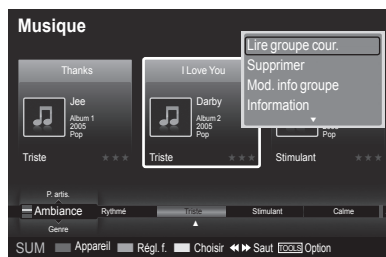 Musique
Lire groupe cour.
Supprimer
Mod. info groupe
Information
Thanks
Jee
Album 1
2005
Pop
Triste
I Love You
Darby
Album 2
2005
Pop
Triste
Pop
Stimulant
P. artis.
Ambiance Rythmé Triste Stimulant Calme
Genre
SUM Appareil Régl. f. Choisir Saut TOOLS Option